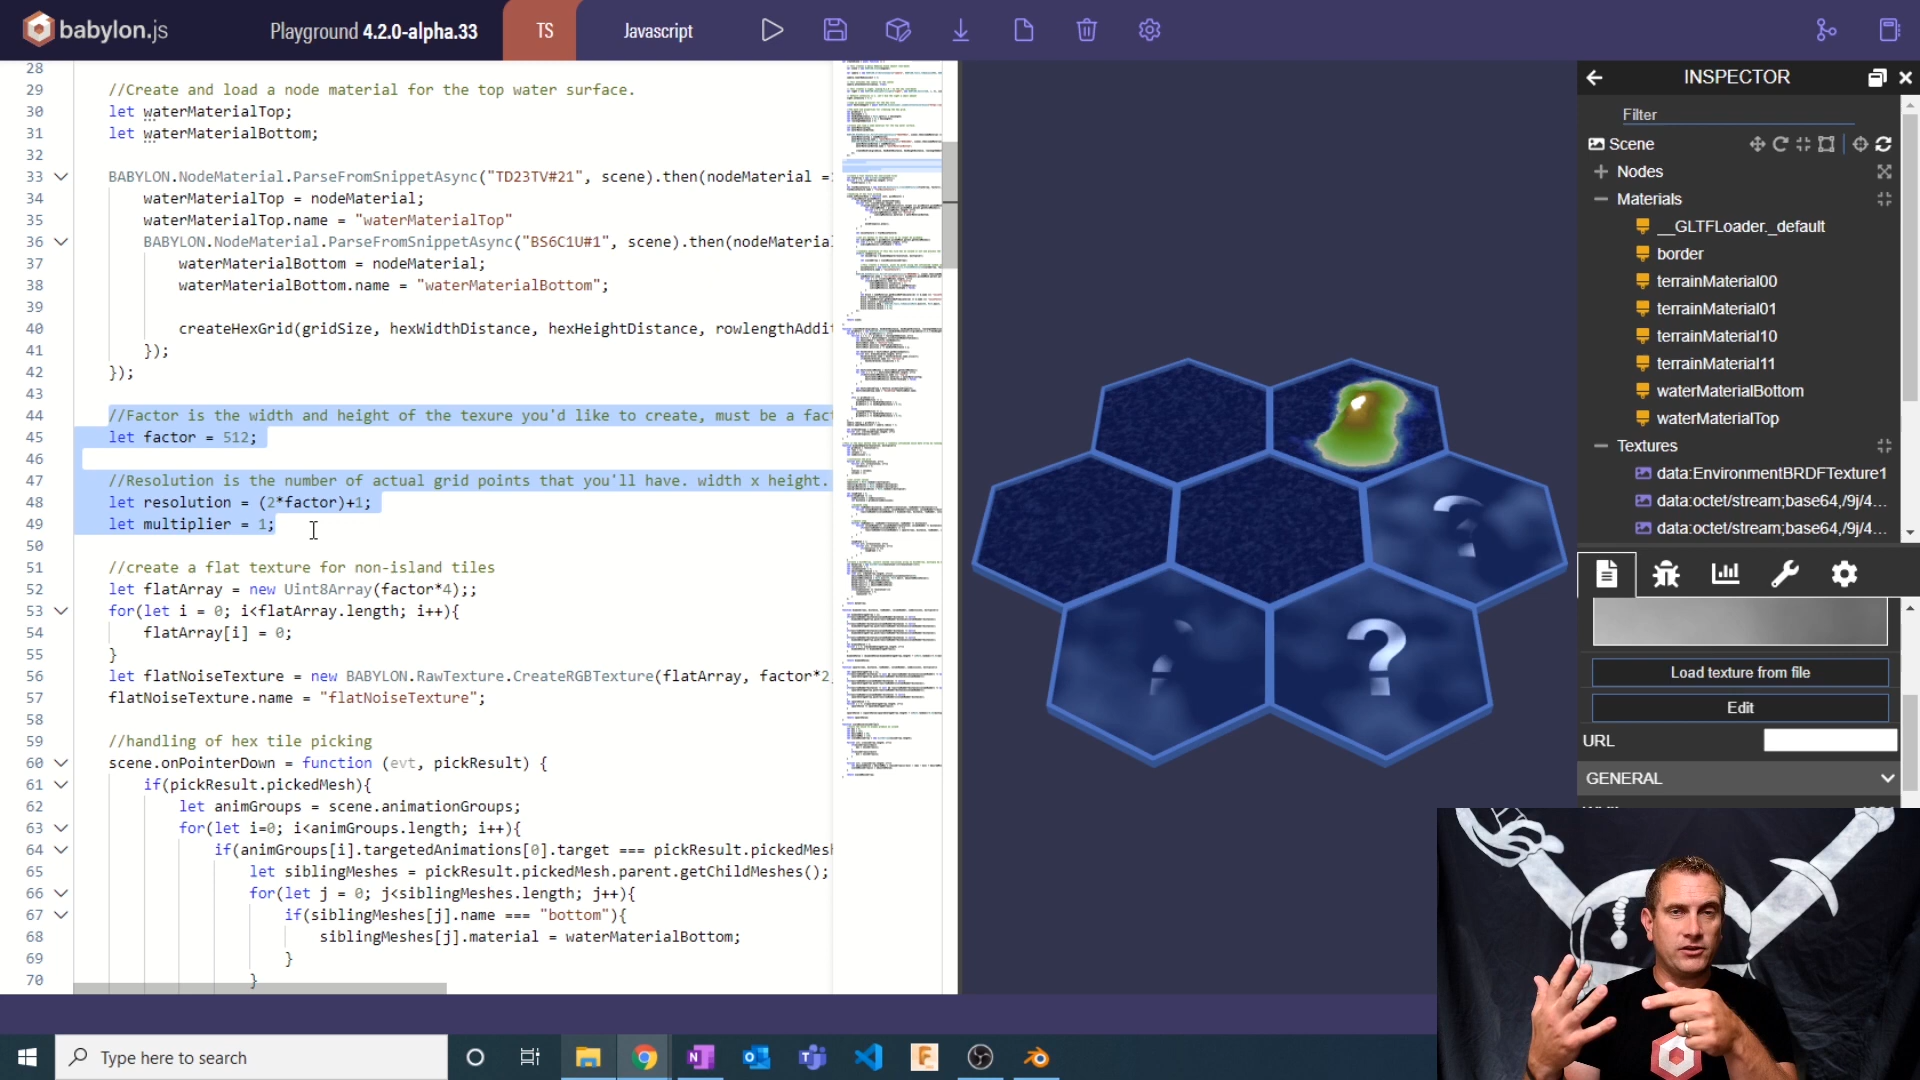 babylon.js
Playground 4.2.0-alpha.33
TS
Javascript
28
29 //Create and load a node material for the top water surface.
30 let waterMaterialTop;
31 let waterMaterialBottom;
32
33 BABYLON.NodeMaterial.ParseFromSnippetAsync("TD23TV#21", scene).then(nodeMaterial =
34 waterMaterialTop = nodeMaterial;
35 waterMaterialTop.name = "waterMaterialTop"
36 BABYLON.NodeMaterial.ParseFromSnippetAsync("BS6C1U#1", scene).then(nodeMateria
37 waterMaterialBottom = nodeMaterial;
38 waterMaterialBottom.name = "waterMaterialBottom";
39
40 createHexGrid(gridSize, hexWidthDistance, hexHeightDistance, rowlengthAddit
41 });
42 });
43
44 //Factor is the width and height of the texure you'd like to create, must be a fact
45 let factor = 512;
46
47 //Resolution is the number of actual grid points that you'll have. width x height.
48 let resolution = (2*factor)+1;
49 let multiplier = 1;
50
51 //create a flat texture for non-island tiles
52 let flatArray = new Uint8Array(factor*4);;
53 for(let i = 0; i<flatArray.length; i++){
54 flatArray[i] = 0;
55 }
56 let flatNoiseTexture = new BABYLON.RawTexture.CreateRGBTexture(flatArray, factor*2,
57 flatNoiseTexture.name = "flatNoiseTexture";
58
59 //handling of hex tile picking
60 scene.onPointerDown = function (evt, pickResult) {
61 if(pickResult.pickedMesh){
62 let animGroups = scene.animationGroups;
63 for(let i=0; i<animGroups.length; i++){
64 if(animGroups[i].targetedAnimations[0].target === pickResult.pickedMesh
65 let siblingMeshes = pickResult.pickedMesh.parent.getChildMeshes();
66 for(let j = 0; j<siblingMeshes.length; j++){
67 if(siblingMeshes[j].name === "bottom"){
68 siblingMeshes[j].material = waterMaterialBottom;
69 }
70 }
?
?
INSPECTOR
Filter
Scene
Nodes
Materials
__GLTFLoader._default
border
terrainMaterial00
terrainMaterial01
terrainMaterial10
terrainMaterial11
waterMaterialBottom
waterMaterialTop
Textures
data:EnvironmentBRDFTexture1
data:octet/stream;base64,/9j/4...
data:octet/stream;base64,/9j/4...
Load texture from file
Edit
URL
GENERAL
Type here to search